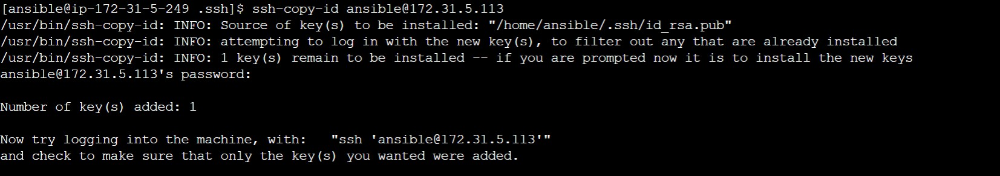 [ansible@ip-172-31-5-249 .ssh]$ ssh-copy-id ansible@172.31.5.113
/usr/bin/ssh-copy-id: INFO: Source of key(s) to be installed: "/home/ansible/.ssh/id_rsa.pub"
/usr/bin/ssh-copy-id: INFO: attempting to log in with the new key(s), to filter out any that are already installed
/usr/bin/ssh-copy-id: INFO: 1 key(s) remain to be installed -- if you are prompted now it is to install the new keys
ansible@172.31.5.113's password:
Number of key(s) added: 1
Now try logging into the machine, with:   "ssh 'ansible@172.31.5.113'"
and check to make sure that only the key(s) you wanted were added.